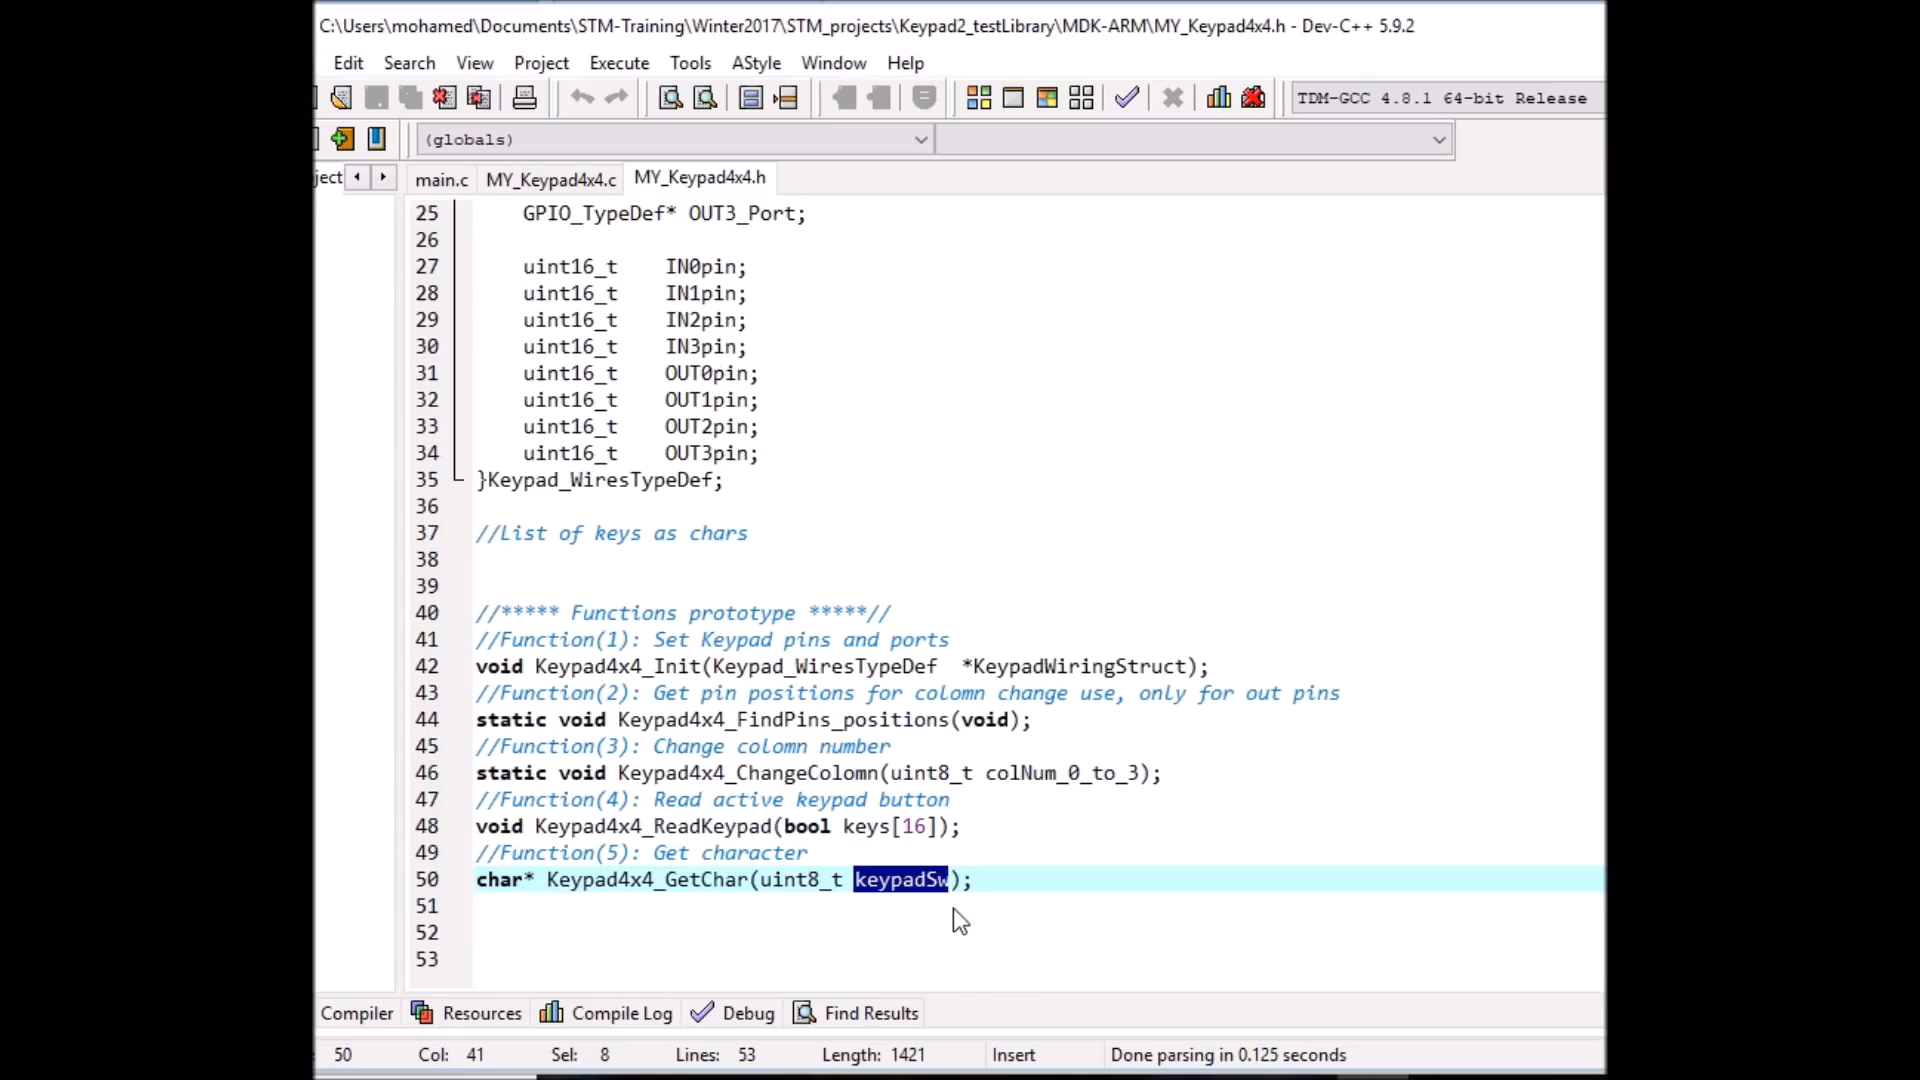 C:\Users\mohamed\Documents\STM-Training\Winter2017\STM_projects\Keypad2_testLibrary\MDK-ARM\MY_Keypad4x4.h - Dev-C++ 5.9.2
Edit Search View Project Execute Tools AStyle Window Help
TDM-GCC 4.8.1 64-bit Release
(globals)
ject main.c MY_Keypad4x4.c MY_Keypad4x4.h
25 GPIO_TypeDef* OUT3_Port;
26
27 uint16_t IN0pin;
28 uint16_t IN1pin;
29 uint16_t IN2pin;
30 uint16_t IN3pin;
31 uint16_t OUT0pin;
32 uint16_t OUT1pin;
33 uint16_t OUT2pin;
34 uint16_t OUT3pin;
35 }Keypad_WiresTypeDef;
36
37 //List of keys as chars
38
39
40 //***** Functions prototype *****//
41 //Function(1): Set Keypad pins and ports
42 void Keypad4x4_Init(Keypad_WiresTypeDef *KeypadWiringStruct);
43 //Function(2): Get pin positions for colomn change use, only for out pins
44 static void Keypad4x4_FindPins_positions(void);
45 //Function(3): Change colomn number
46 static void Keypad4x4_ChangeColomn(uint8_t colNum_0_to_3);
47 //Function(4): Read active keypad button
48 void Keypad4x4_ReadKeypad(bool keys[16]);
49 //Function(5): Get character
50 char* Keypad4x4_GetChar(uint8_t keypadSw);
51
52
53
Compiler Resources Compile Log Debug Find Results
50 Col: 41 Sel: 8 Lines: 53 Length: 1421 Insert Done parsing in 0.125 seconds